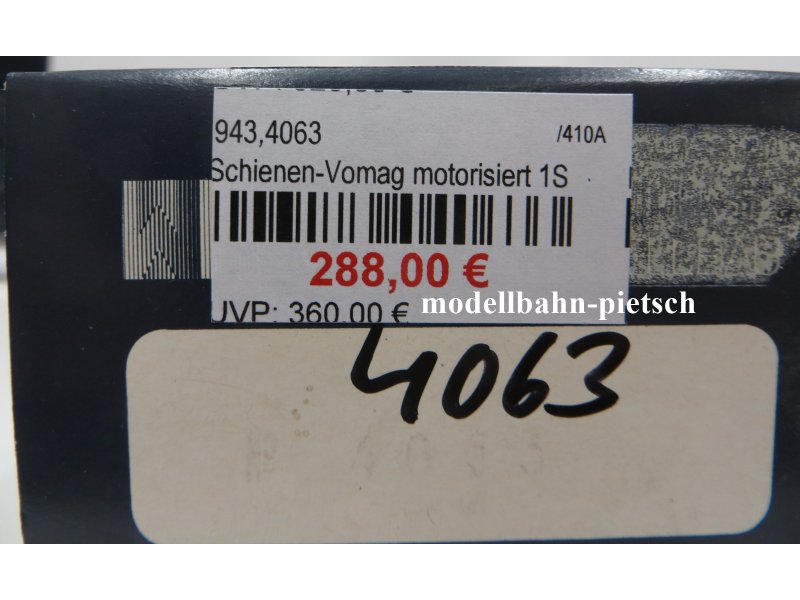 943,4063 /410A
Schienen-Vomag motorisiert 1S
288,00 €
UVP: 360,00 €
modellbahn-pietsch
4063